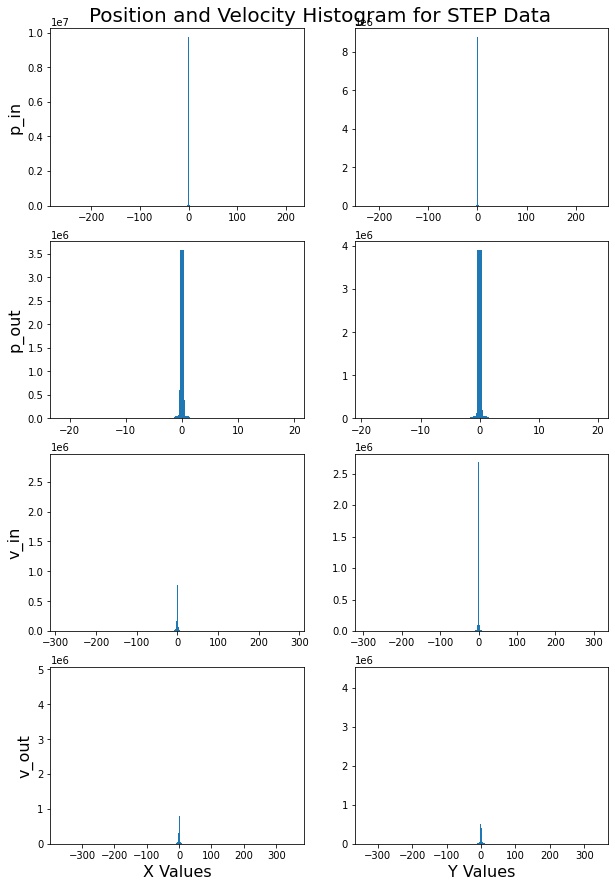 Position and Velocity Histogram for STEP Data
1e7
1.0
0.8
0.6
0.4
0.2
0.0
p_in
−200 −100 0 100 200
8
6
4
2
0
−200 −100 0 100 200
1e6
3.5
3.0
2.5
2.0
1.5
1.0
0.5
0.0
p_out
−20 −10 0 10 20
1e6
4
3
2
1
0
−20 −10 0 10 20
1e6
2.5
2.0
1.5
1.0
0.5
0.0
v_in
−300 −200 −100 0 100 200 300
1e6
2.5
2.0
1.5
1.0
0.5
0.0
−300 −200 −100 0 100 200 300
1e6
5
4
3
2
1
0
v_out
−300 −200 −100 0 100 200 300
X Values
1e6
4
3
2
1
0
−300 −200 −100 0 100 200 300
Y Values